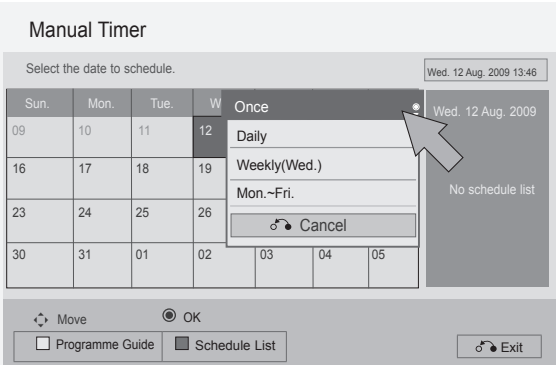 Manual Timer
Select the date to schedule.
Wed. 12 Aug. 2009 13:46
Sun. Mon. Tue. W
Once
Daily
Weekly(Wed.)
Mon.~Fri.
Cancel
Wed. 12 Aug. 2009
No schedule list
09 10 11 12
16 17 18 19
23 24 25 26
30 31 01 02 03 04 05
Move OK
Programme Guide Schedule List
Exit